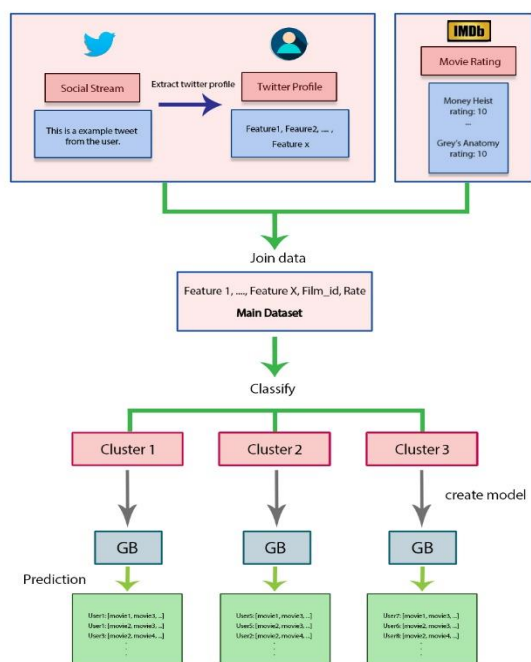 IMDb
Social Stream
Extract twitter profile
Twitter Profile
Movie Rating
This is a example tweet
from the user.
Feature1, Feaure2, .... ,
Feature x
Money Heist
rating: 10
...
Grey's Anatomy
rating: 10
Join data
Feature 1, ...., Feature X, Film_id, Rate
Main Dataset
Classify
Cluster 1
Cluster 2
Cluster 3
create model
GB
GB
GB
Prediction
User1: [movie1, movie3, ...]
User1: [movie2, movie3, ...]
User3: [movie2, movie4, ...]
.
.
.
User5: [movie1, movie3, ...]
User5: [movie2, movie3, ...]
User2: [movie2, movie4, ...]
.
.
.
User7: [movie1, movie3, ...]
User6: [movie2, movie3, ...]
User8: [movie2, movie4, ...]
.
.
.